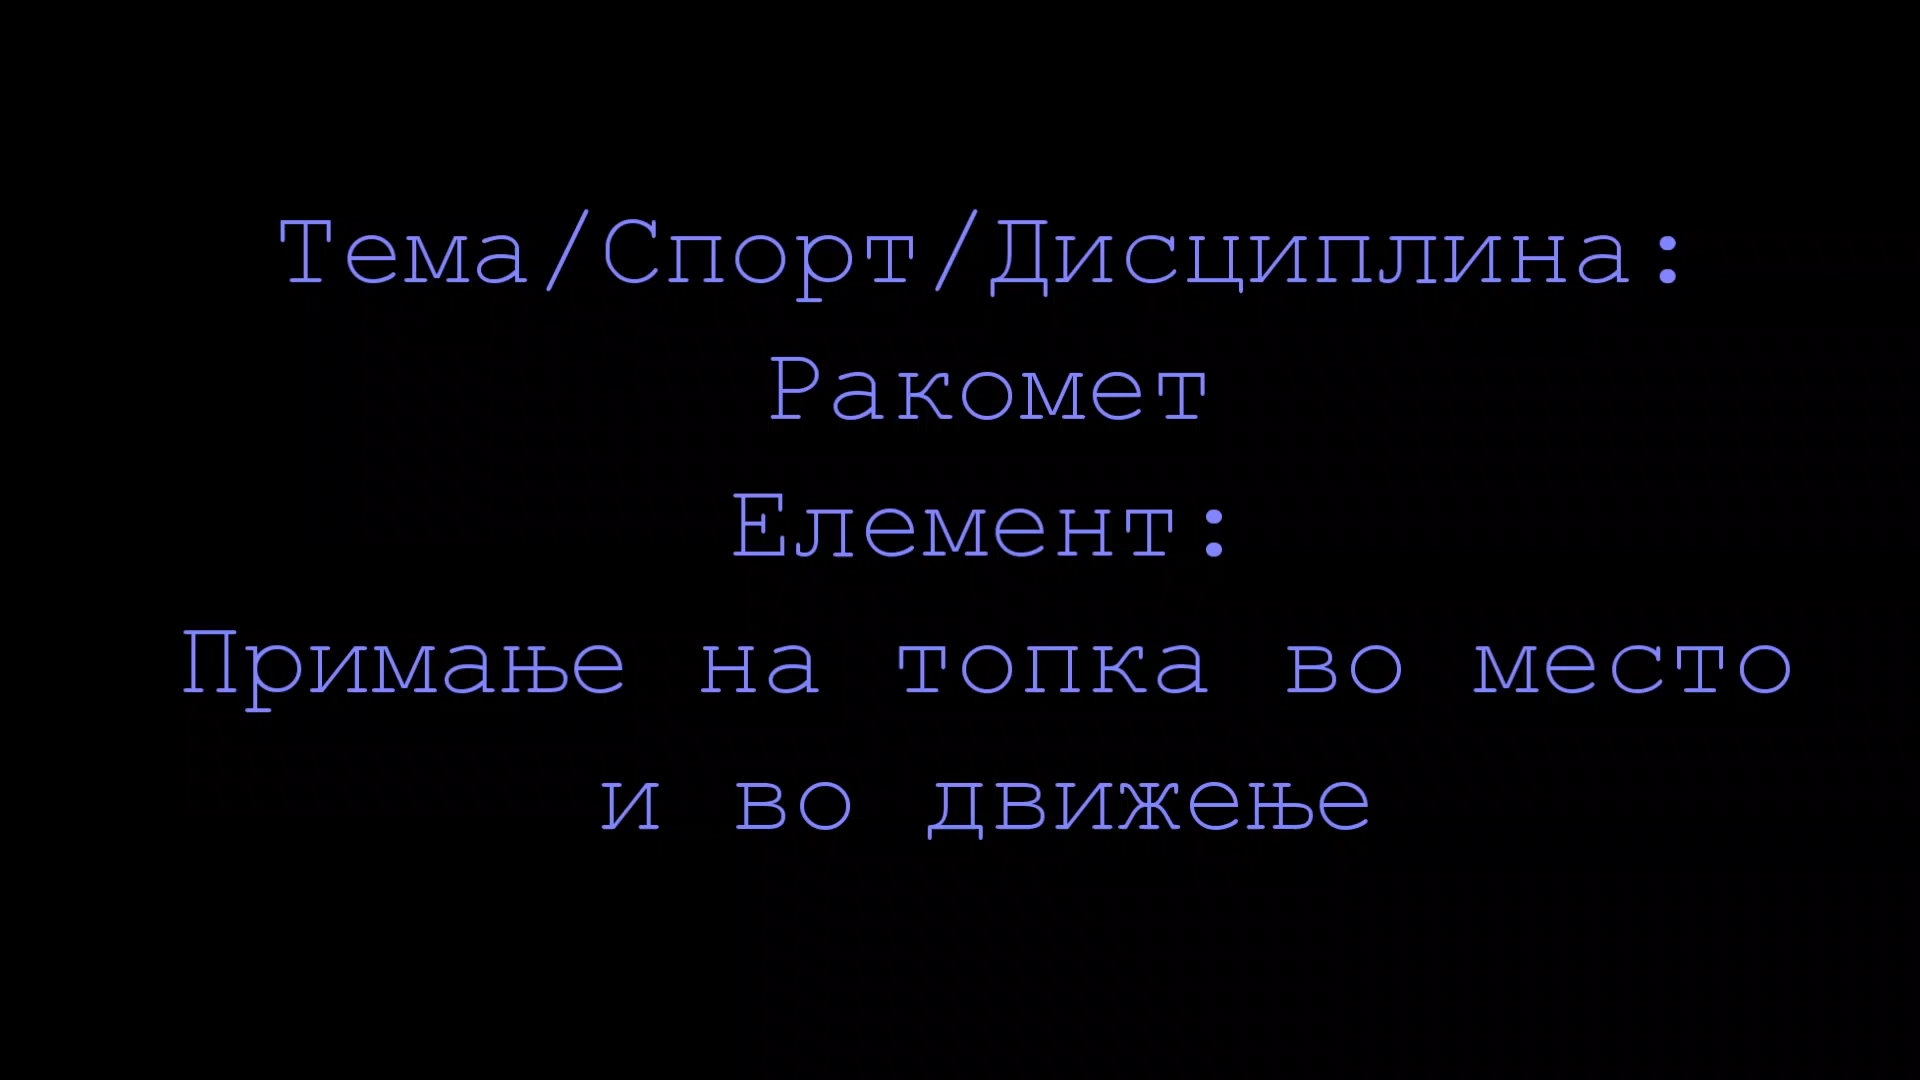 Тема/Спорт/Дисциплина:
Ракомет
Елемент:
Примање на топка во место
и во движење